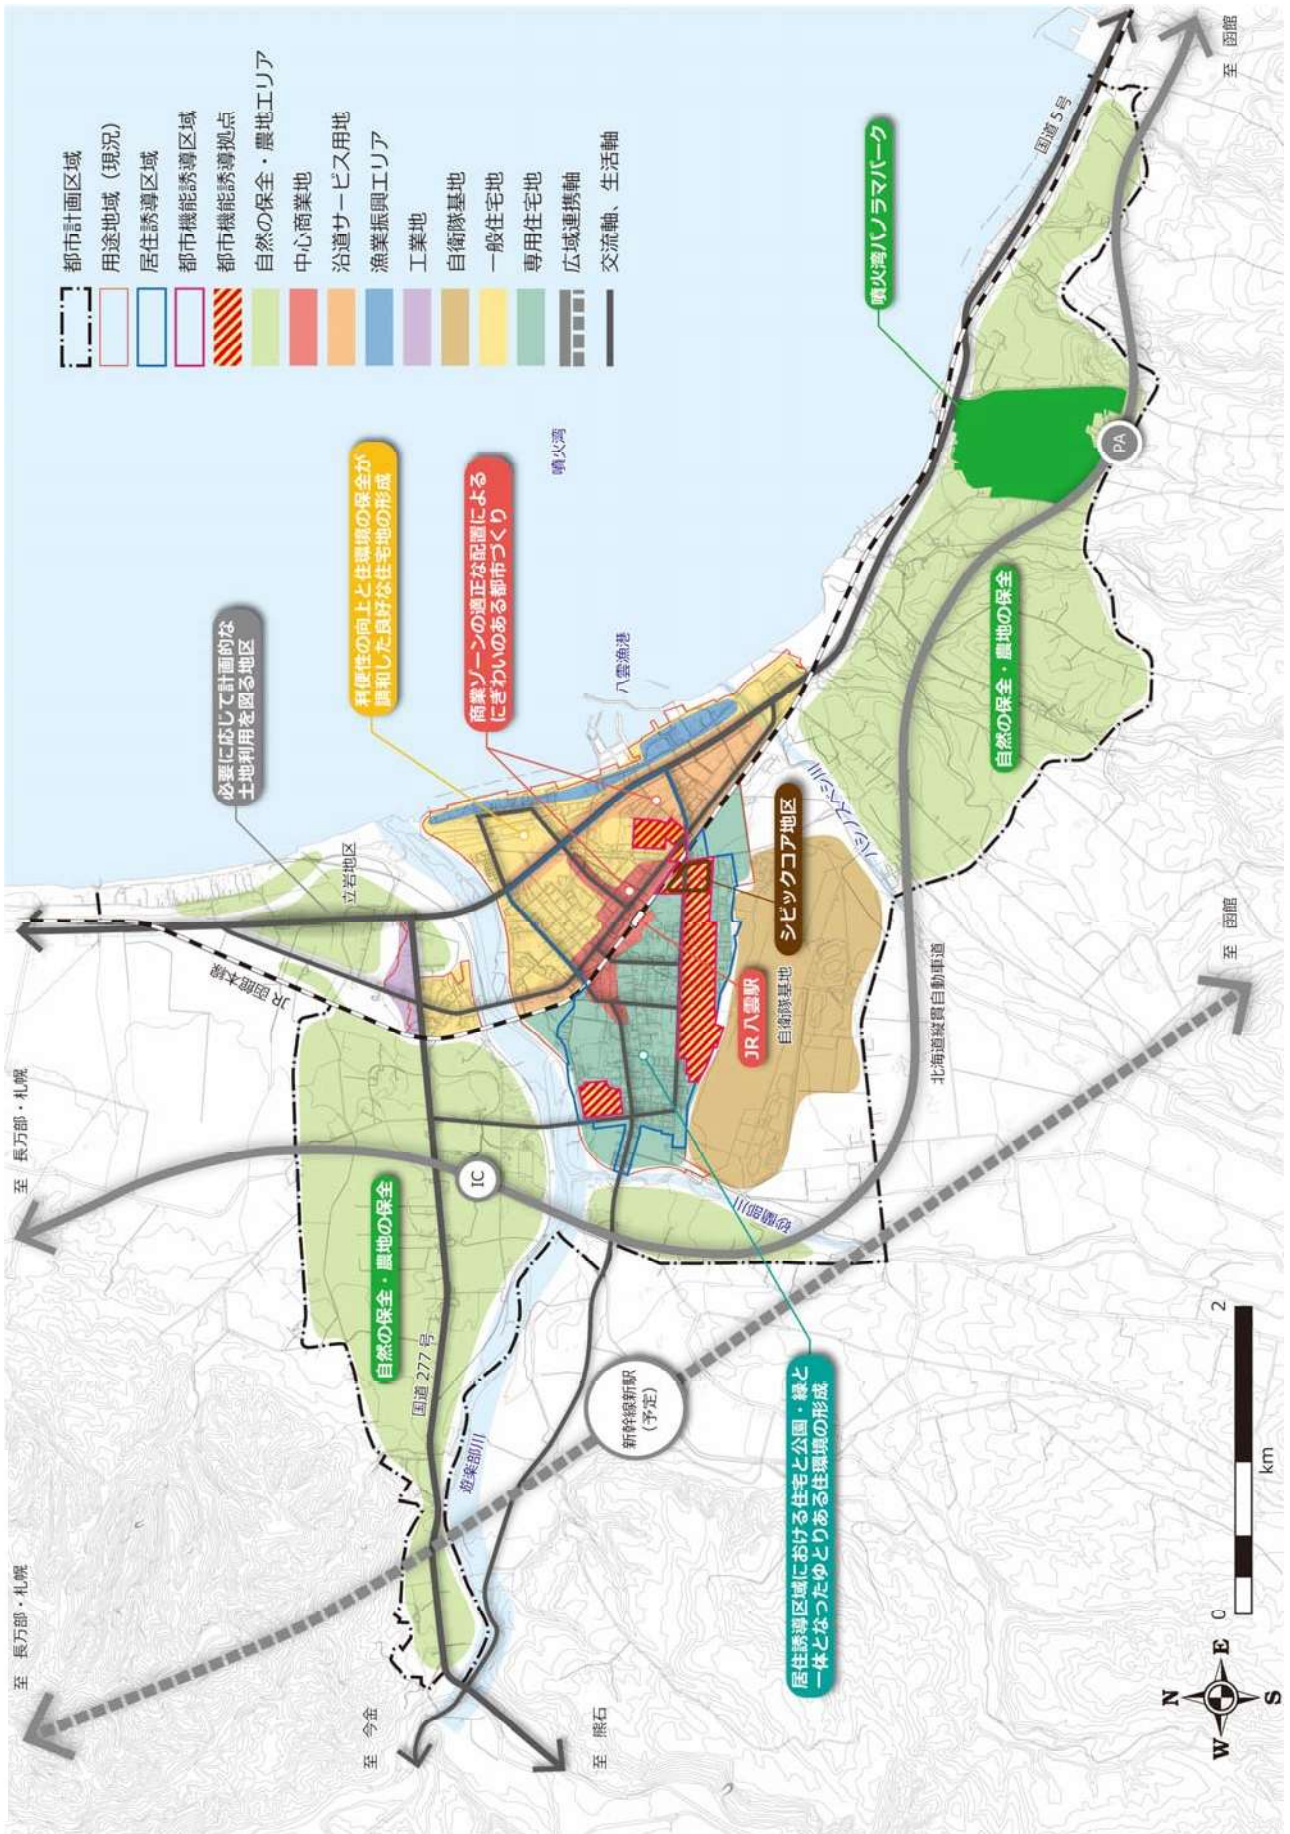 都市計画区域
用途地域（現況）
居住誘導区域
都市機能誘導区域
都市機能誘導拠点
自然の保全・農地エリア
中心商業地
沿道サービス用地
漁業振興エリア
工業地
自衛隊基地
一般住宅地
専用住宅地
広域連携軸
交流軸、生活軸
至　長万部・札幌
至　長万部・札幌
至　今金
至　熊石
国道 277 号
遊楽部川
自然の保全・農地の保全
IC
JR 函館本線
立岩地区
必要に応じて計画的な
土地利用を図る地区
利便性の向上と住環境の保全が
調和した良好な住宅地の形成
商業ゾーンの適正な配置による
にぎわいのある都市づくり
噴火湾
八雲漁港
新幹線新駅
（予定）
砂蘭部川
JR 八雲駅
自衛隊基地
シビックコア地区
ハシノスベツ川
居住誘導区域における住宅と公園・緑と
一体となったゆとりある住環境の形成
北海道縦貫自動車道
自然の保全・農地の保全
噴火湾パノラマパーク
PA
国道 5 号
至　函館
至　函館
N
W
E
S
0
2
km